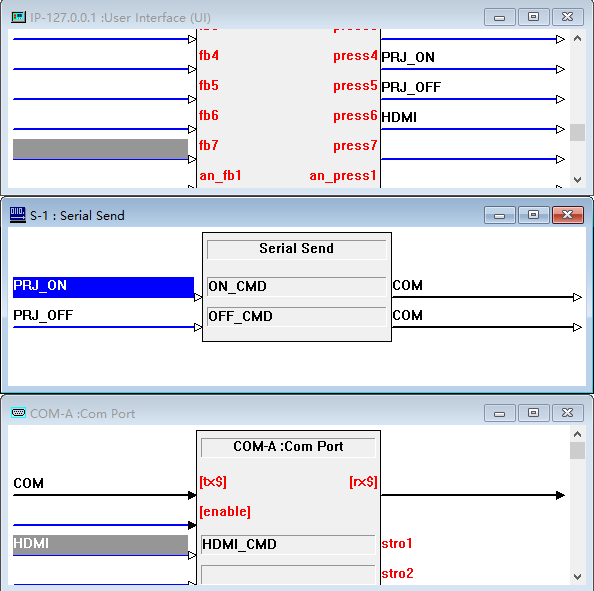 IP-127.0.0.1 :User Interface (UI)
fb4 press4 PRJ_ON
fb5 press5 PRJ_OFF
fb6 press6 HDMI
fb7 press7
an_fb1 an_press1
S-1 : Serial Send
Serial Send
PRJ_ON ON_CMD COM
PRJ_OFF OFF_CMD COM
COM-A :Com Port
COM-A :Com Port
COM [tx$] [rx$]
[enable]
HDMI HDMI_CMD stro1
stro2